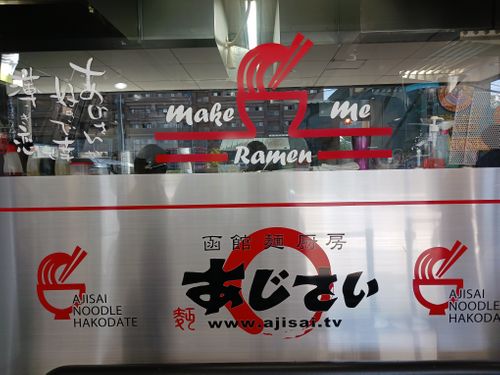 Make Me
Ramen
函館麺厨房
あじさい
麺
www.ajisai.tv
AJISAI
NOODLE
HAKODATE
AJISAI
NOODLE
HAKODATE